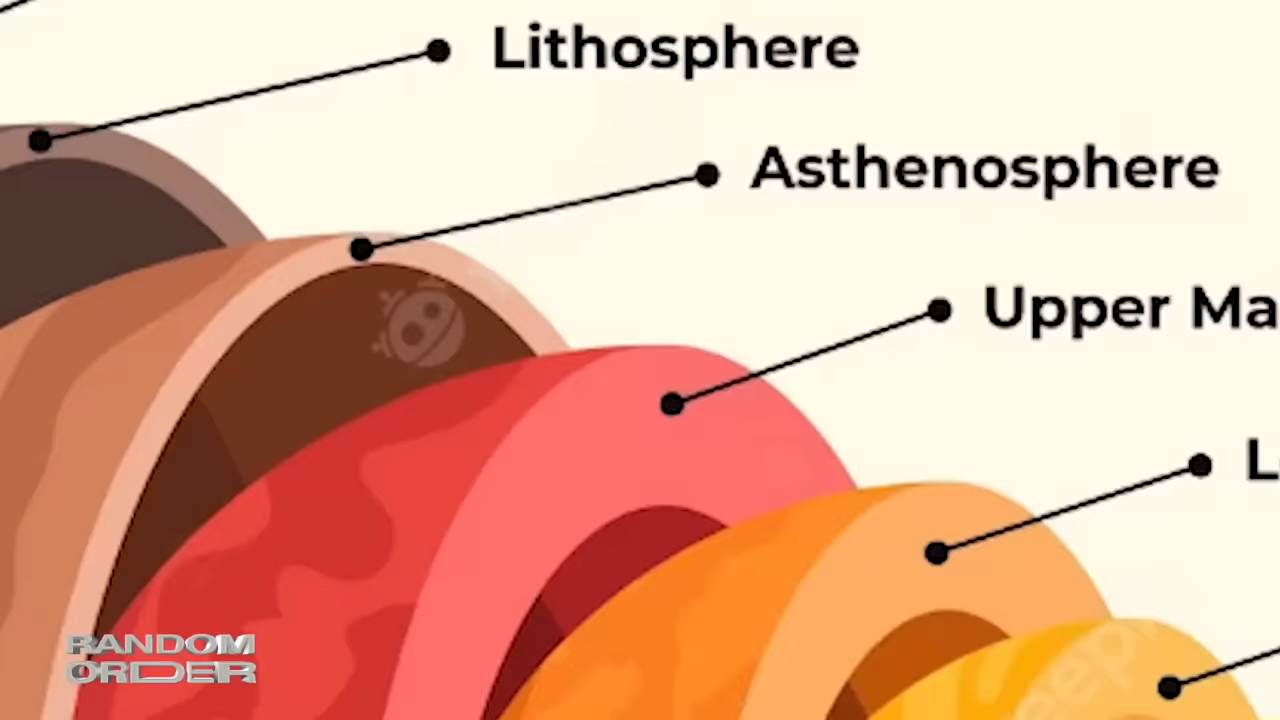 Lithosphere
Asthenosphere
Upper Ma
L
RANDOM
ORDER